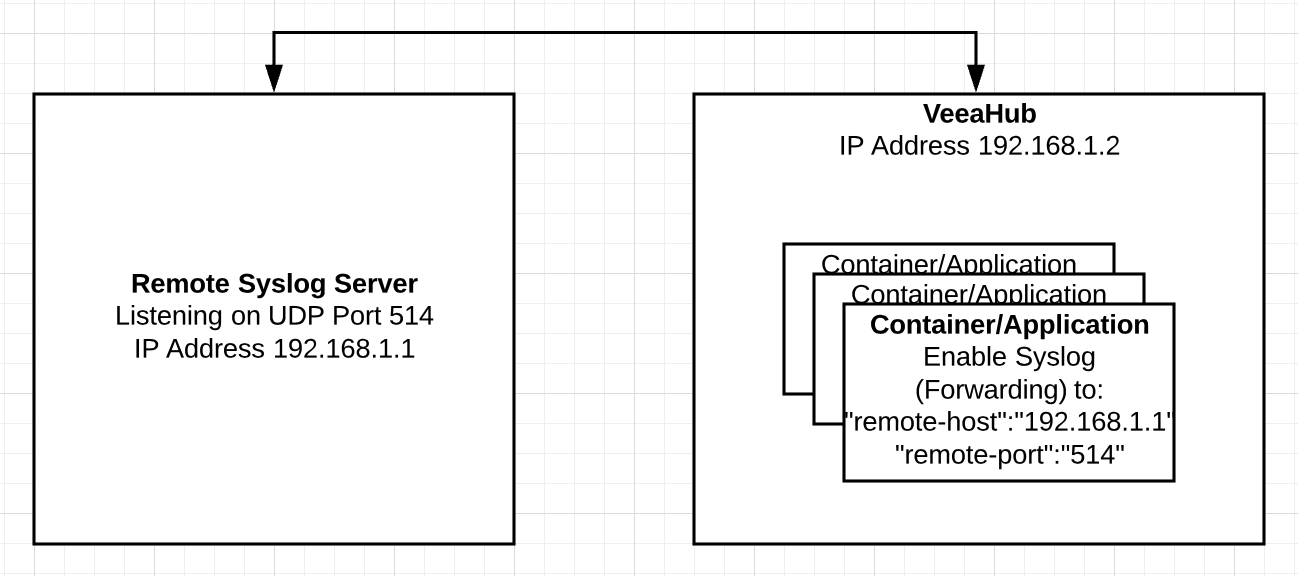 VeeaHub
IP Address 192.168.1.2
Remote Syslog Server
Listening on UDP Port 514
IP Address 192.168.1.1
Container/Application
Container/Application
Container/Application
Enable Syslog
(Forwarding) to:
"remote-host":"192.168.1.1"
"remote-port":"514"